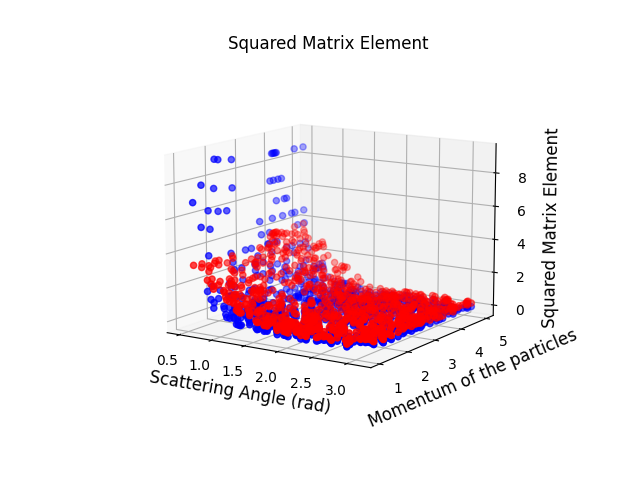 Squared Matrix Element
0.5 1.0 1.5 2.0 2.5 3.0
Scattering Angle (rad)
1 2 3 4 5
Momentum of the particles
0 2 4 6 8
Squared Matrix Element